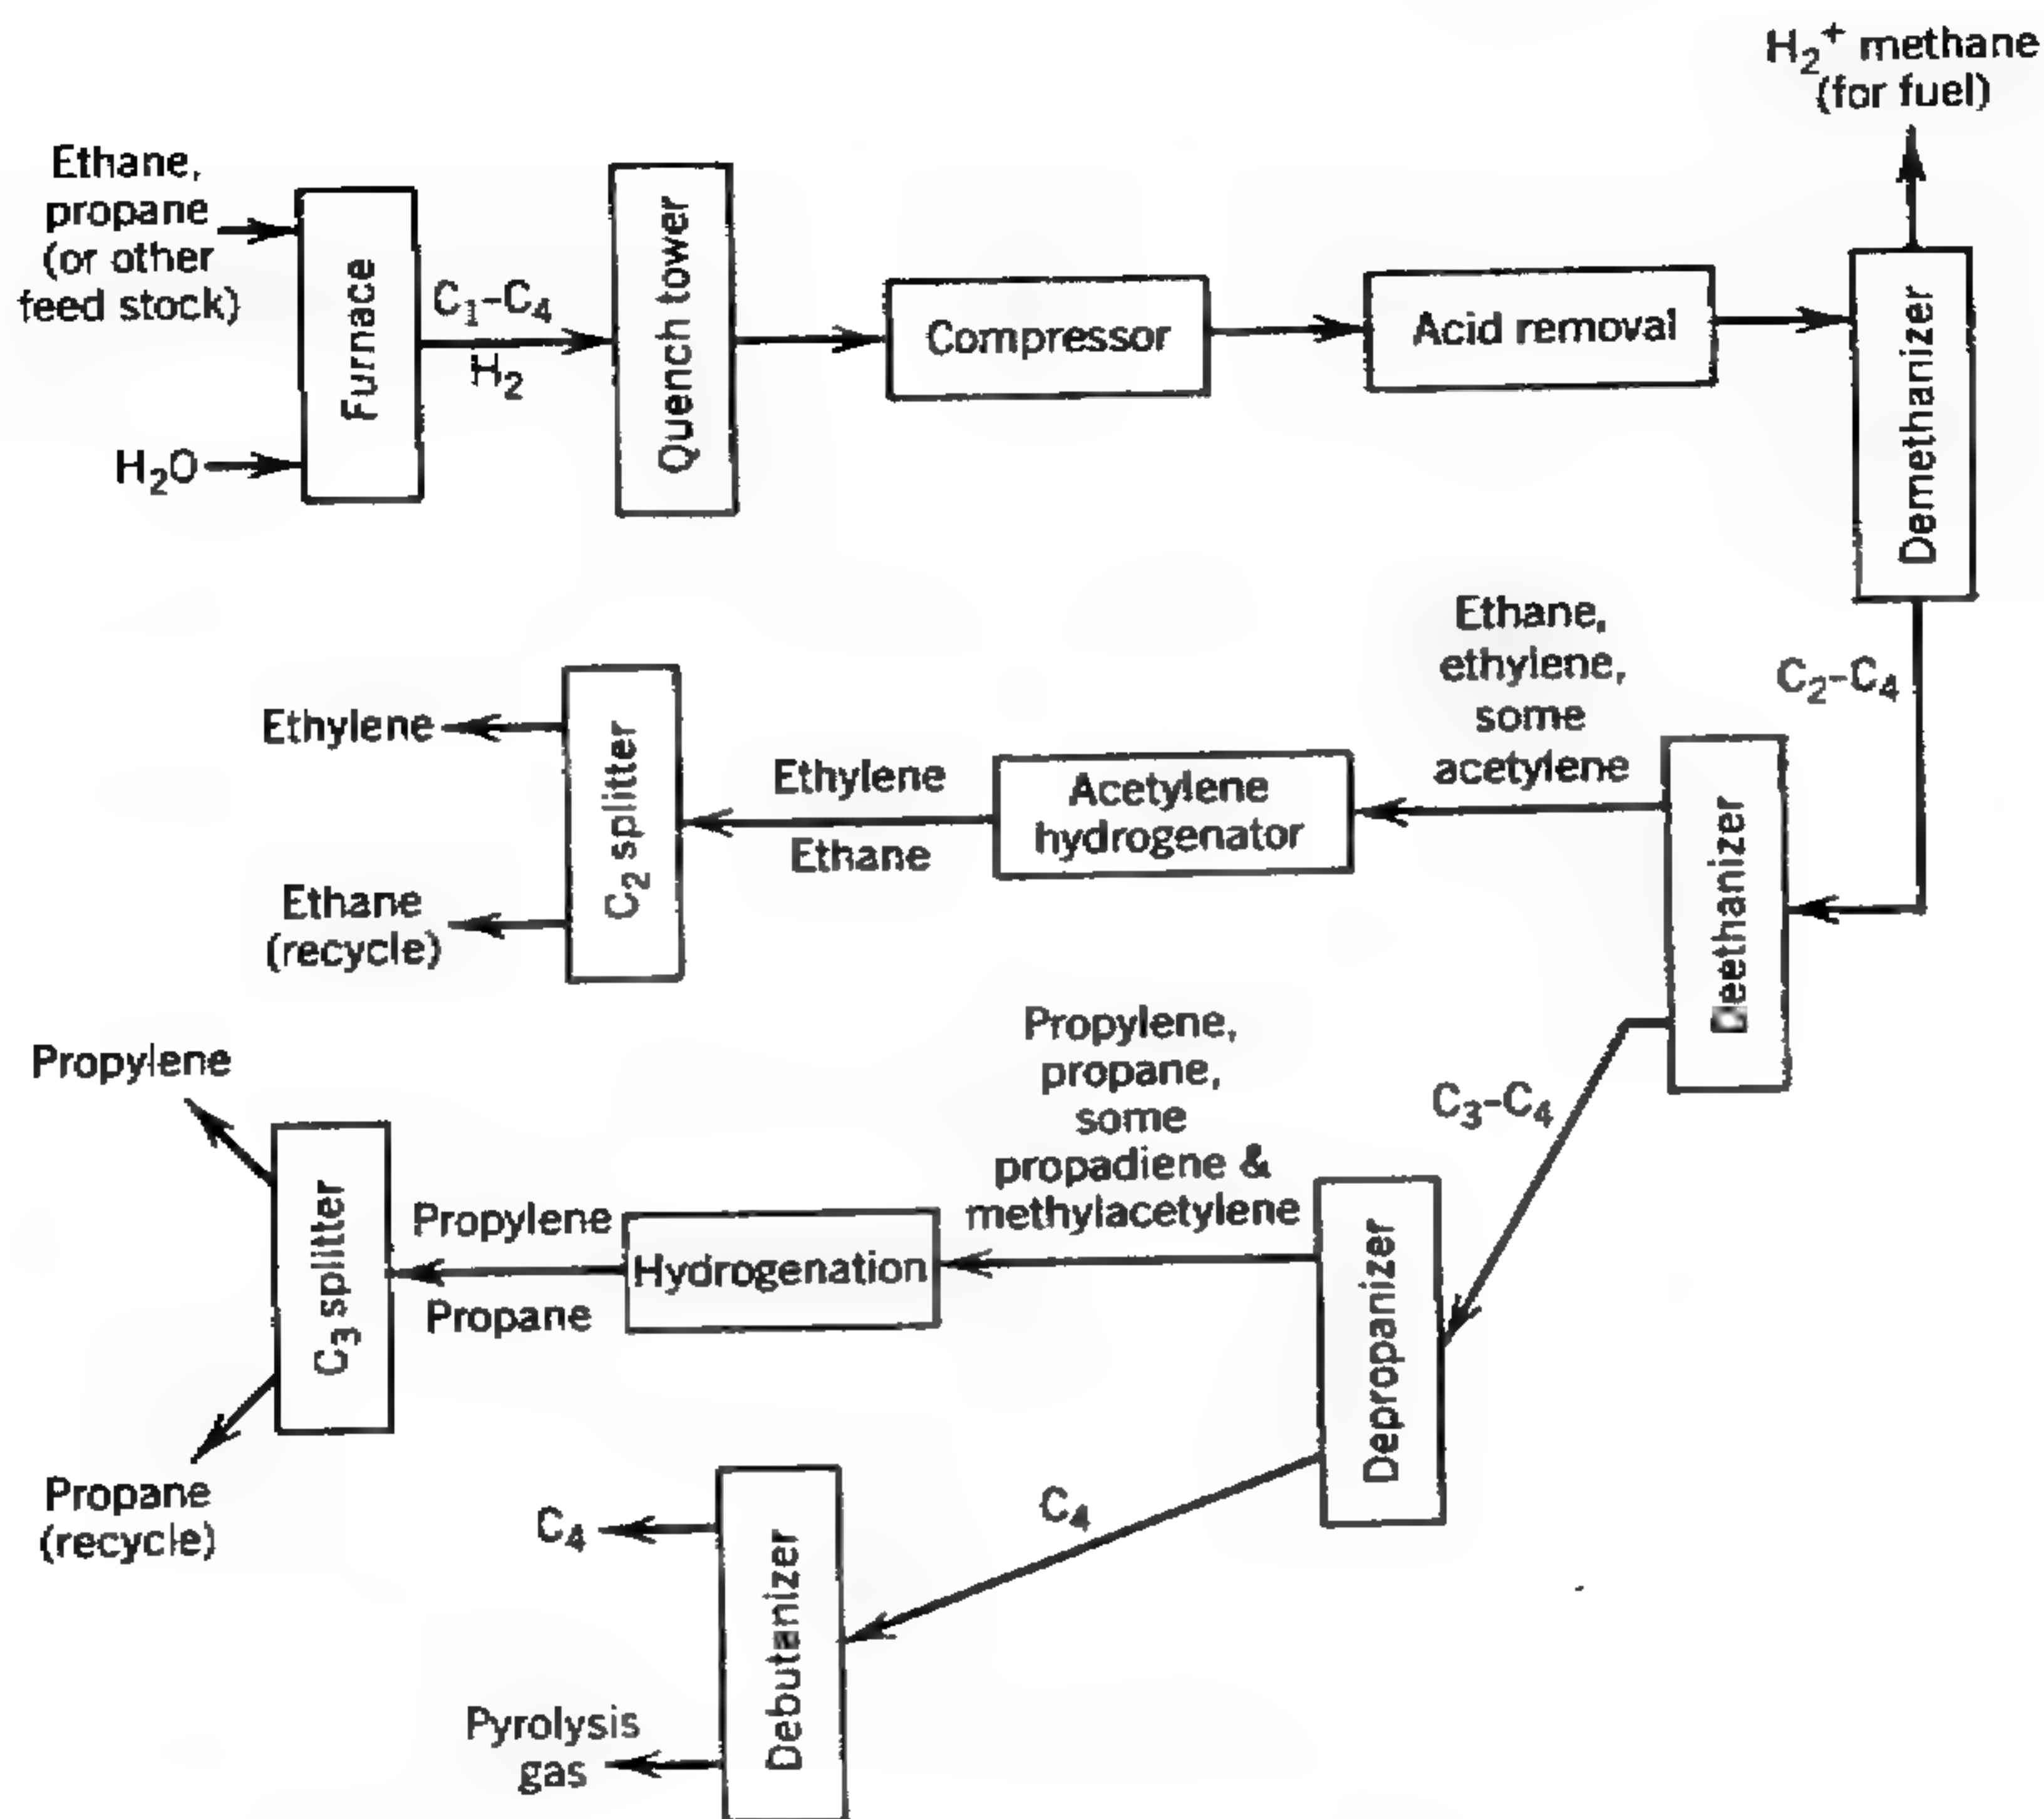 H₂⁺ methane
(for fuel)
Ethane,
propane
(or other
feed stock)
H₂O
Furnace
C₁-C₄
H₂
Quench tower
Compressor
Acid removal
Demethanizer
C₂-C₄
Deethanizer
Ethane,
ethylene,
some
acetylene
Acetylene
hydrogenator
Ethylene
Ethane
C₂ splitter
Ethylene
Ethane
(recycle)
C₃-C₄
Depropanizer
Propylene,
propane,
some
propadiene &
methylacetylene
Hydrogenation
Propylene
Propane
C₃ splitter
Propylene
Propane
(recycle)
C₄
Debutanizer
C₄
Pyrolysis
gas